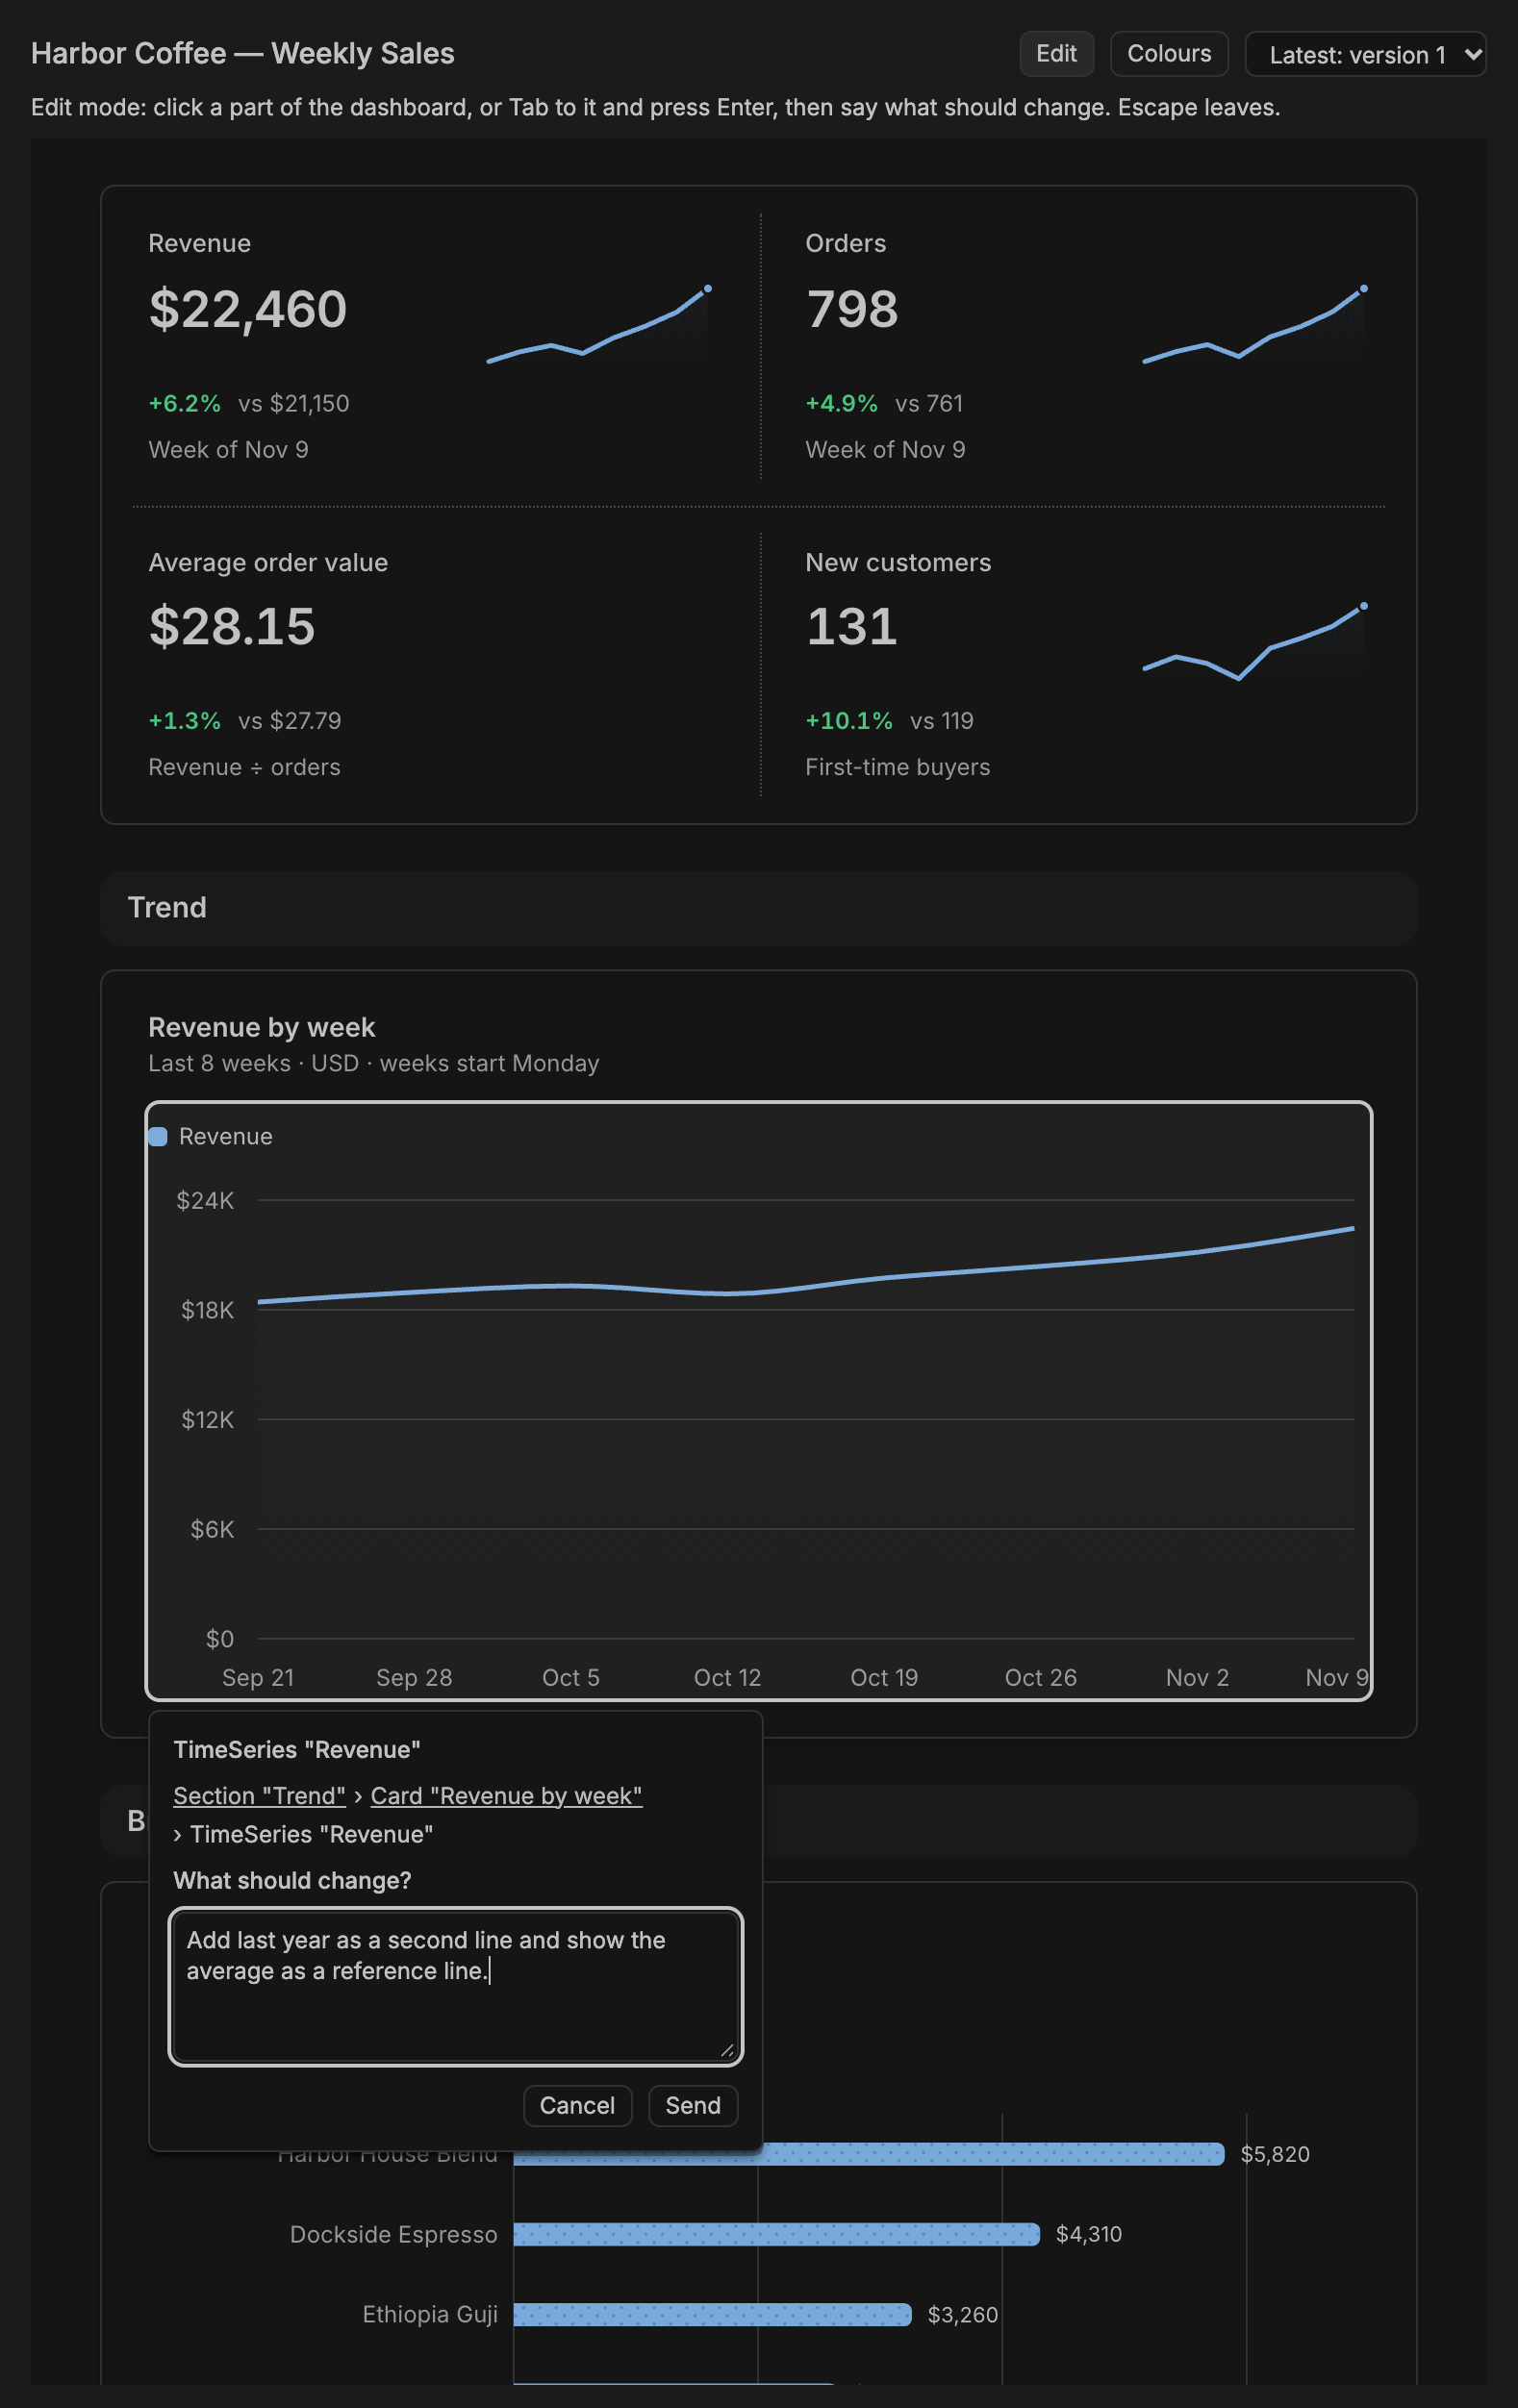 Harbor Coffee — Weekly Sales
Edit
Colours
Latest: version 1
Edit mode: click a part of the dashboard, or Tab to it and press Enter, then say what should change. Escape leaves.
Revenue
$22,460
+6.2% vs $21,150
Week of Nov 9
Orders
798
+4.9% vs 761
Week of Nov 9
Average order value
$28.15
+1.3% vs $27.79
Revenue ÷ orders
New customers
131
+10.1% vs 119
First-time buyers
Trend
Revenue by week
Last 8 weeks · USD · weeks start Monday
Revenue
$24K
$18K
$12K
$6K
$0
Sep 21 Sep 28 Oct 5 Oct 12 Oct 19 Oct 26 Nov 2 Nov 9
TimeSeries "Revenue"
Section "Trend" › Card "Revenue by week"
› TimeSeries "Revenue"
What should change?
Add last year as a second line and show the
average as a reference line.
Cancel
Send
Harbor House Blend $5,820
Dockside Espresso $4,310
Ethiopia Guji $3,260